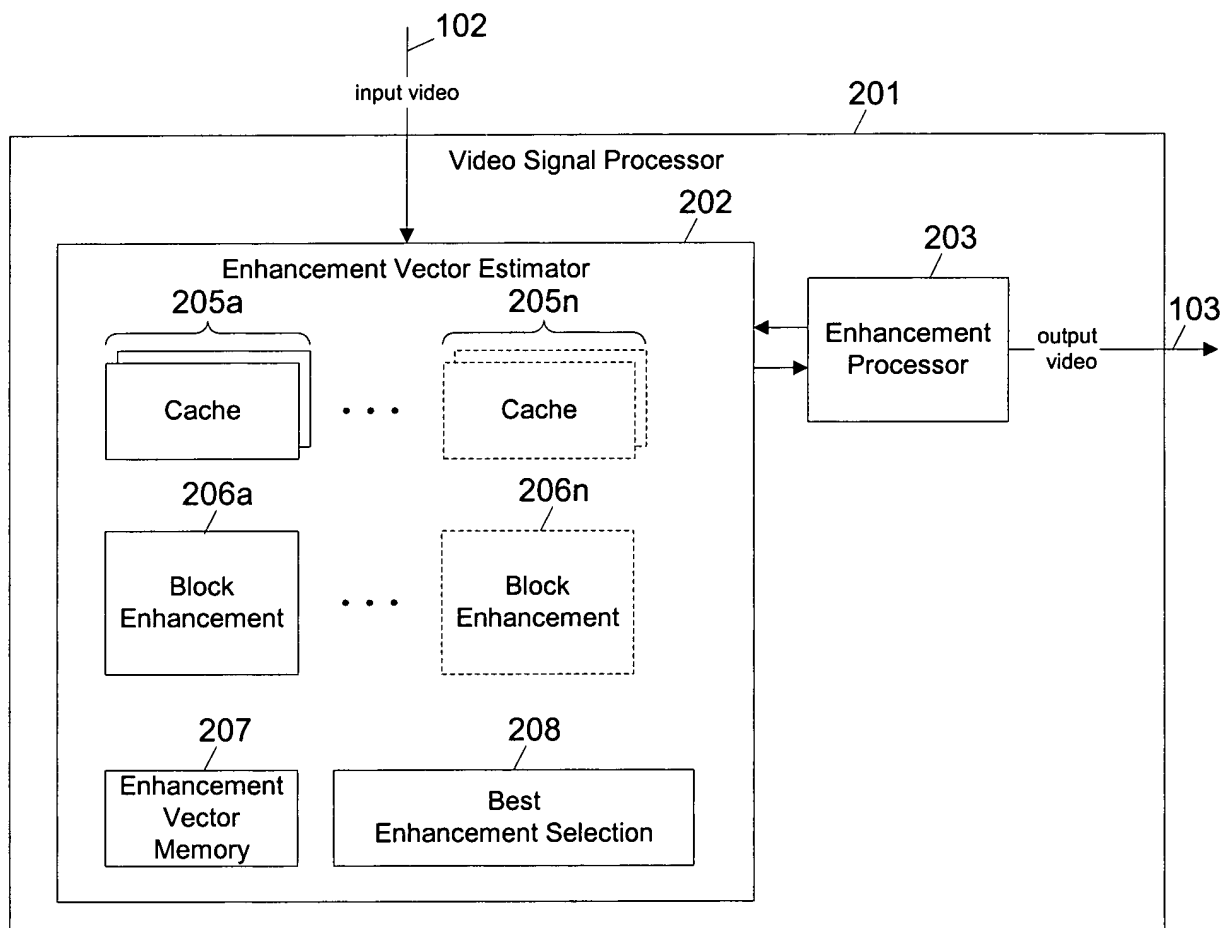 102
input video
201
Video Signal Processor
202
Enhancement Vector Estimator
203
205a
205n
103
Enhancement
Processor
output
video
Cache
Cache
206a
206n
Block
Enhancement
Block
Enhancement
207
208
Enhancement
Vector
Memory
Best
Enhancement Selection